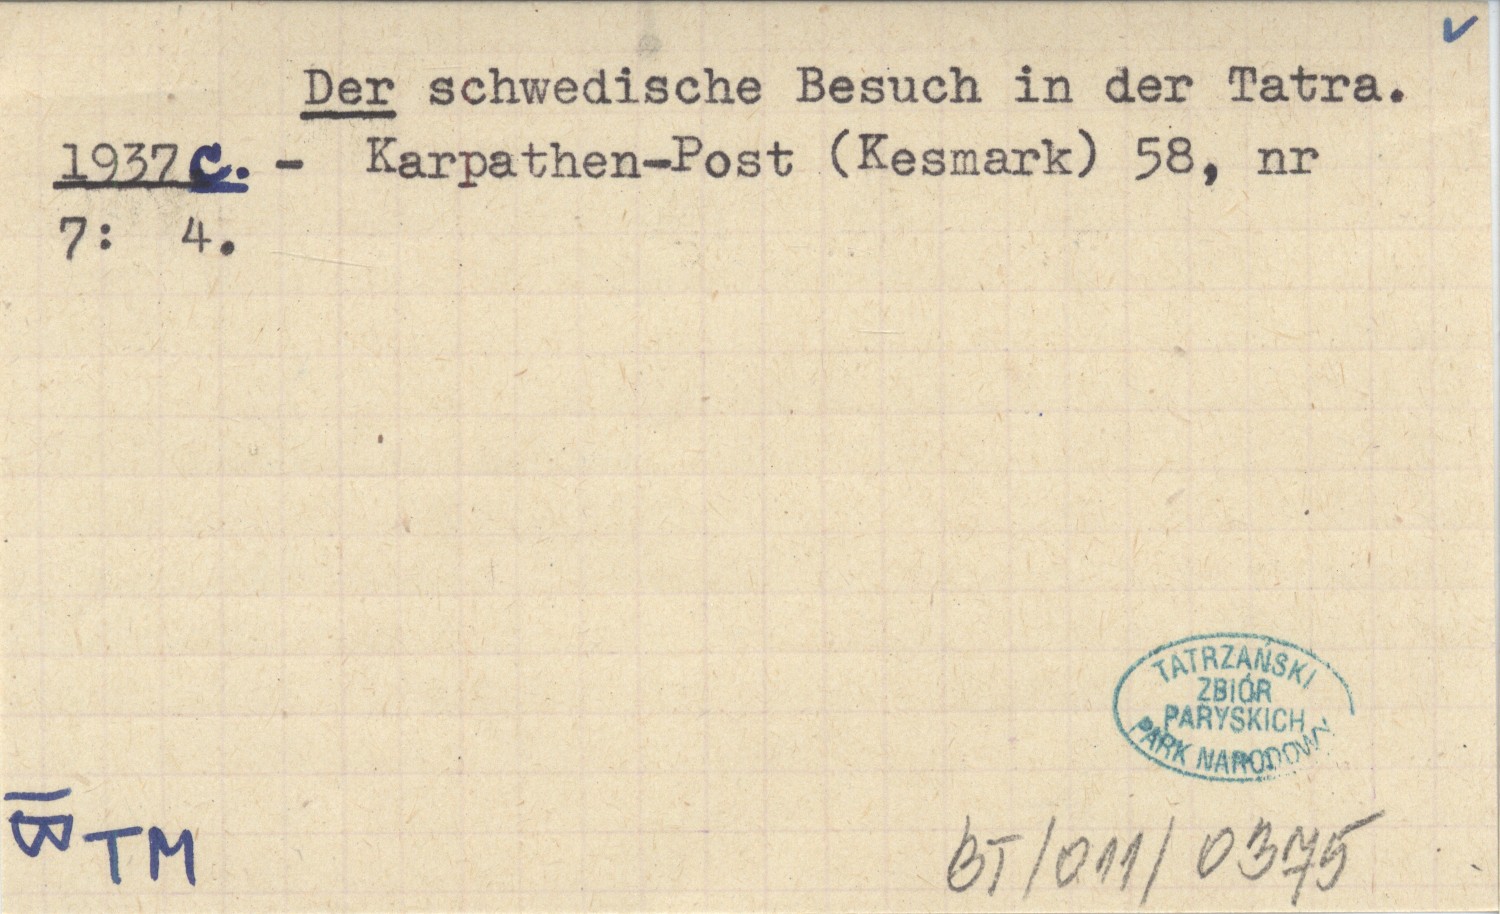 Der schwedische Besuch in der Tatra.
1937c. - Karpathen-Post (Kesmark) 58, nr
7: 4.
TATRZAŃSKI
ZBIÓR
PARYSKICH
PARK NARODOWY
B TM
BT/011/0375